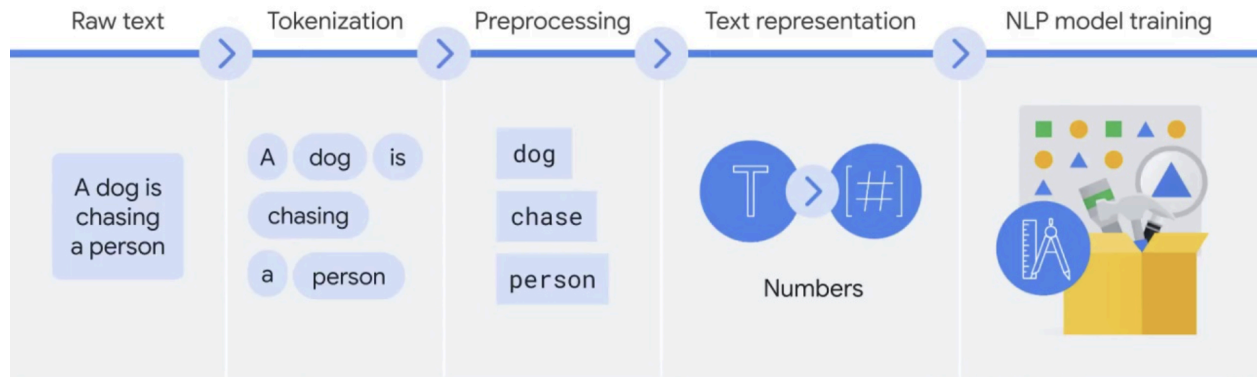 Raw text
Tokenization
Preprocessing
Text representation
NLP model training
A dog is
chasing
a person
A dog is
chasing
a person
dog
chase
person
T
[#]
Numbers